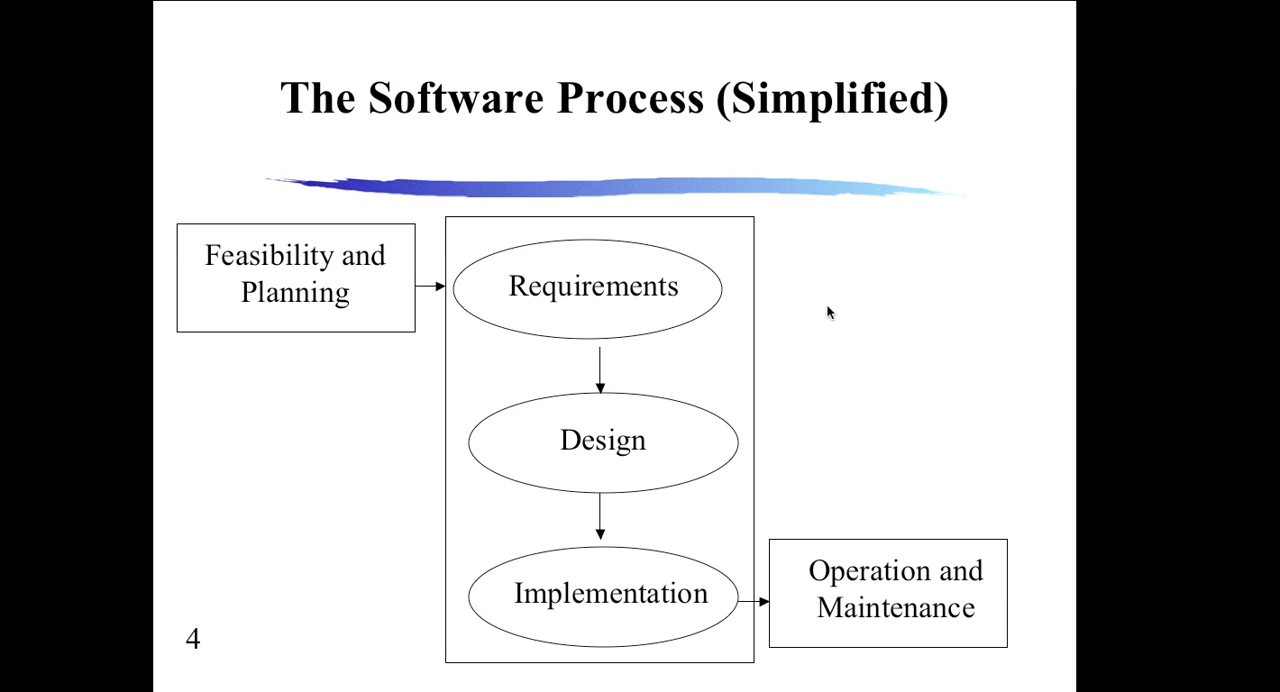 The Software Process (Simplified)
Feasibility and
Planning
Requirements
Design
Implementation
Operation and
Maintenance
4